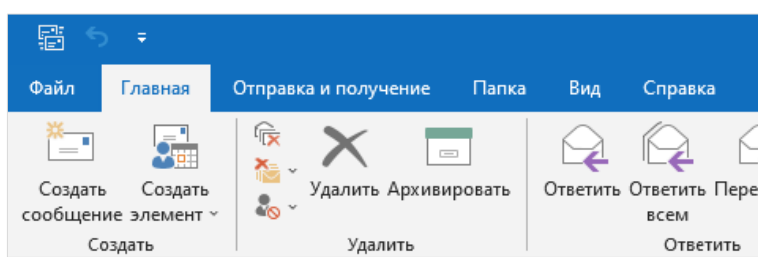 Файл Главная Отправка и получение Папка Вид Справка
Создать сообщение
Создать элемент
Удалить
Архивировать
Ответить
Ответить всем
Создать
Удалить
Ответить